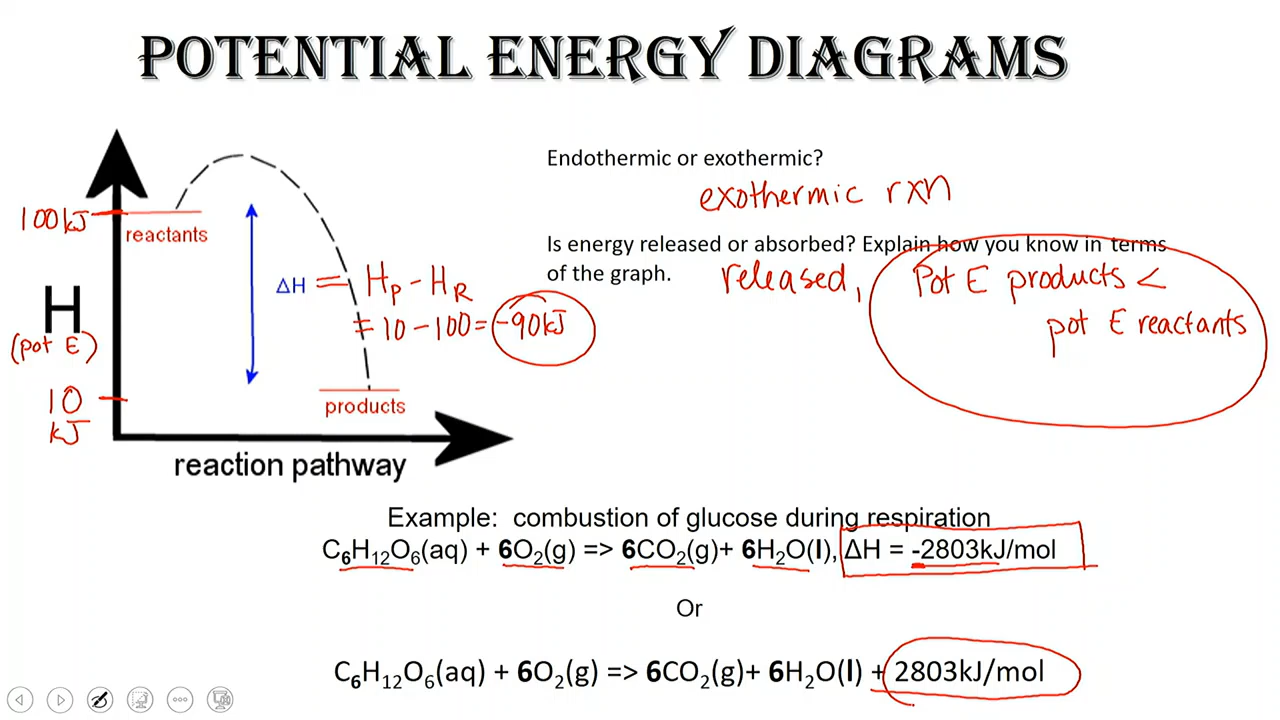 POTENTIAL ENERGY DIAGRAMS
Endothermic or exothermic?
exothermic rxn
Is energy released or absorbed? Explain how you know in terms
of the graph.
released, Pot E products <
pot E reactants
100kJ
reactants
ΔH = HP - HR
= 10 - 100 = -90kJ
H
(pot E)
10
kJ
products
reaction pathway
Example: combustion of glucose during respiration
C₆H₁₂O₆(aq) + 6O₂(g) => 6CO₂(g)+ 6H₂O(l), ΔH = -2803kJ/mol
Or
C₆H₁₂O₆(aq) + 6O₂(g) => 6CO₂(g)+ 6H₂O(l) + 2803kJ/mol